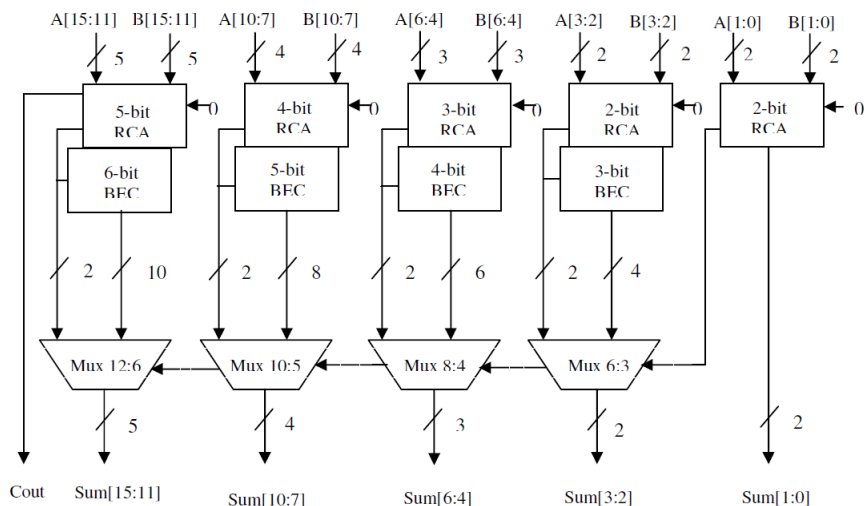 A[15:11] B[15:11] A[10:7] B[10:7] A[6:4] B[6:4] A[3:2] B[3:2] A[1:0] B[1:0]
5 5 4 4 3 3 2 2 2 2
5-bit RCA
0
4-bit RCA
0
3-bit RCA
0
2-bit RCA
0
2-bit RCA
0
6-bit BEC
5-bit BEC
4-bit BEC
3-bit BEC
2 10 2 8 2 6 2 4
Mux 12:6 Mux 10:5 Mux 8:4 Mux 6:3
5 4 3 2 2
Cout Sum[15:11] Sum[10:7] Sum[6:4] Sum[3:2] Sum[1:0]